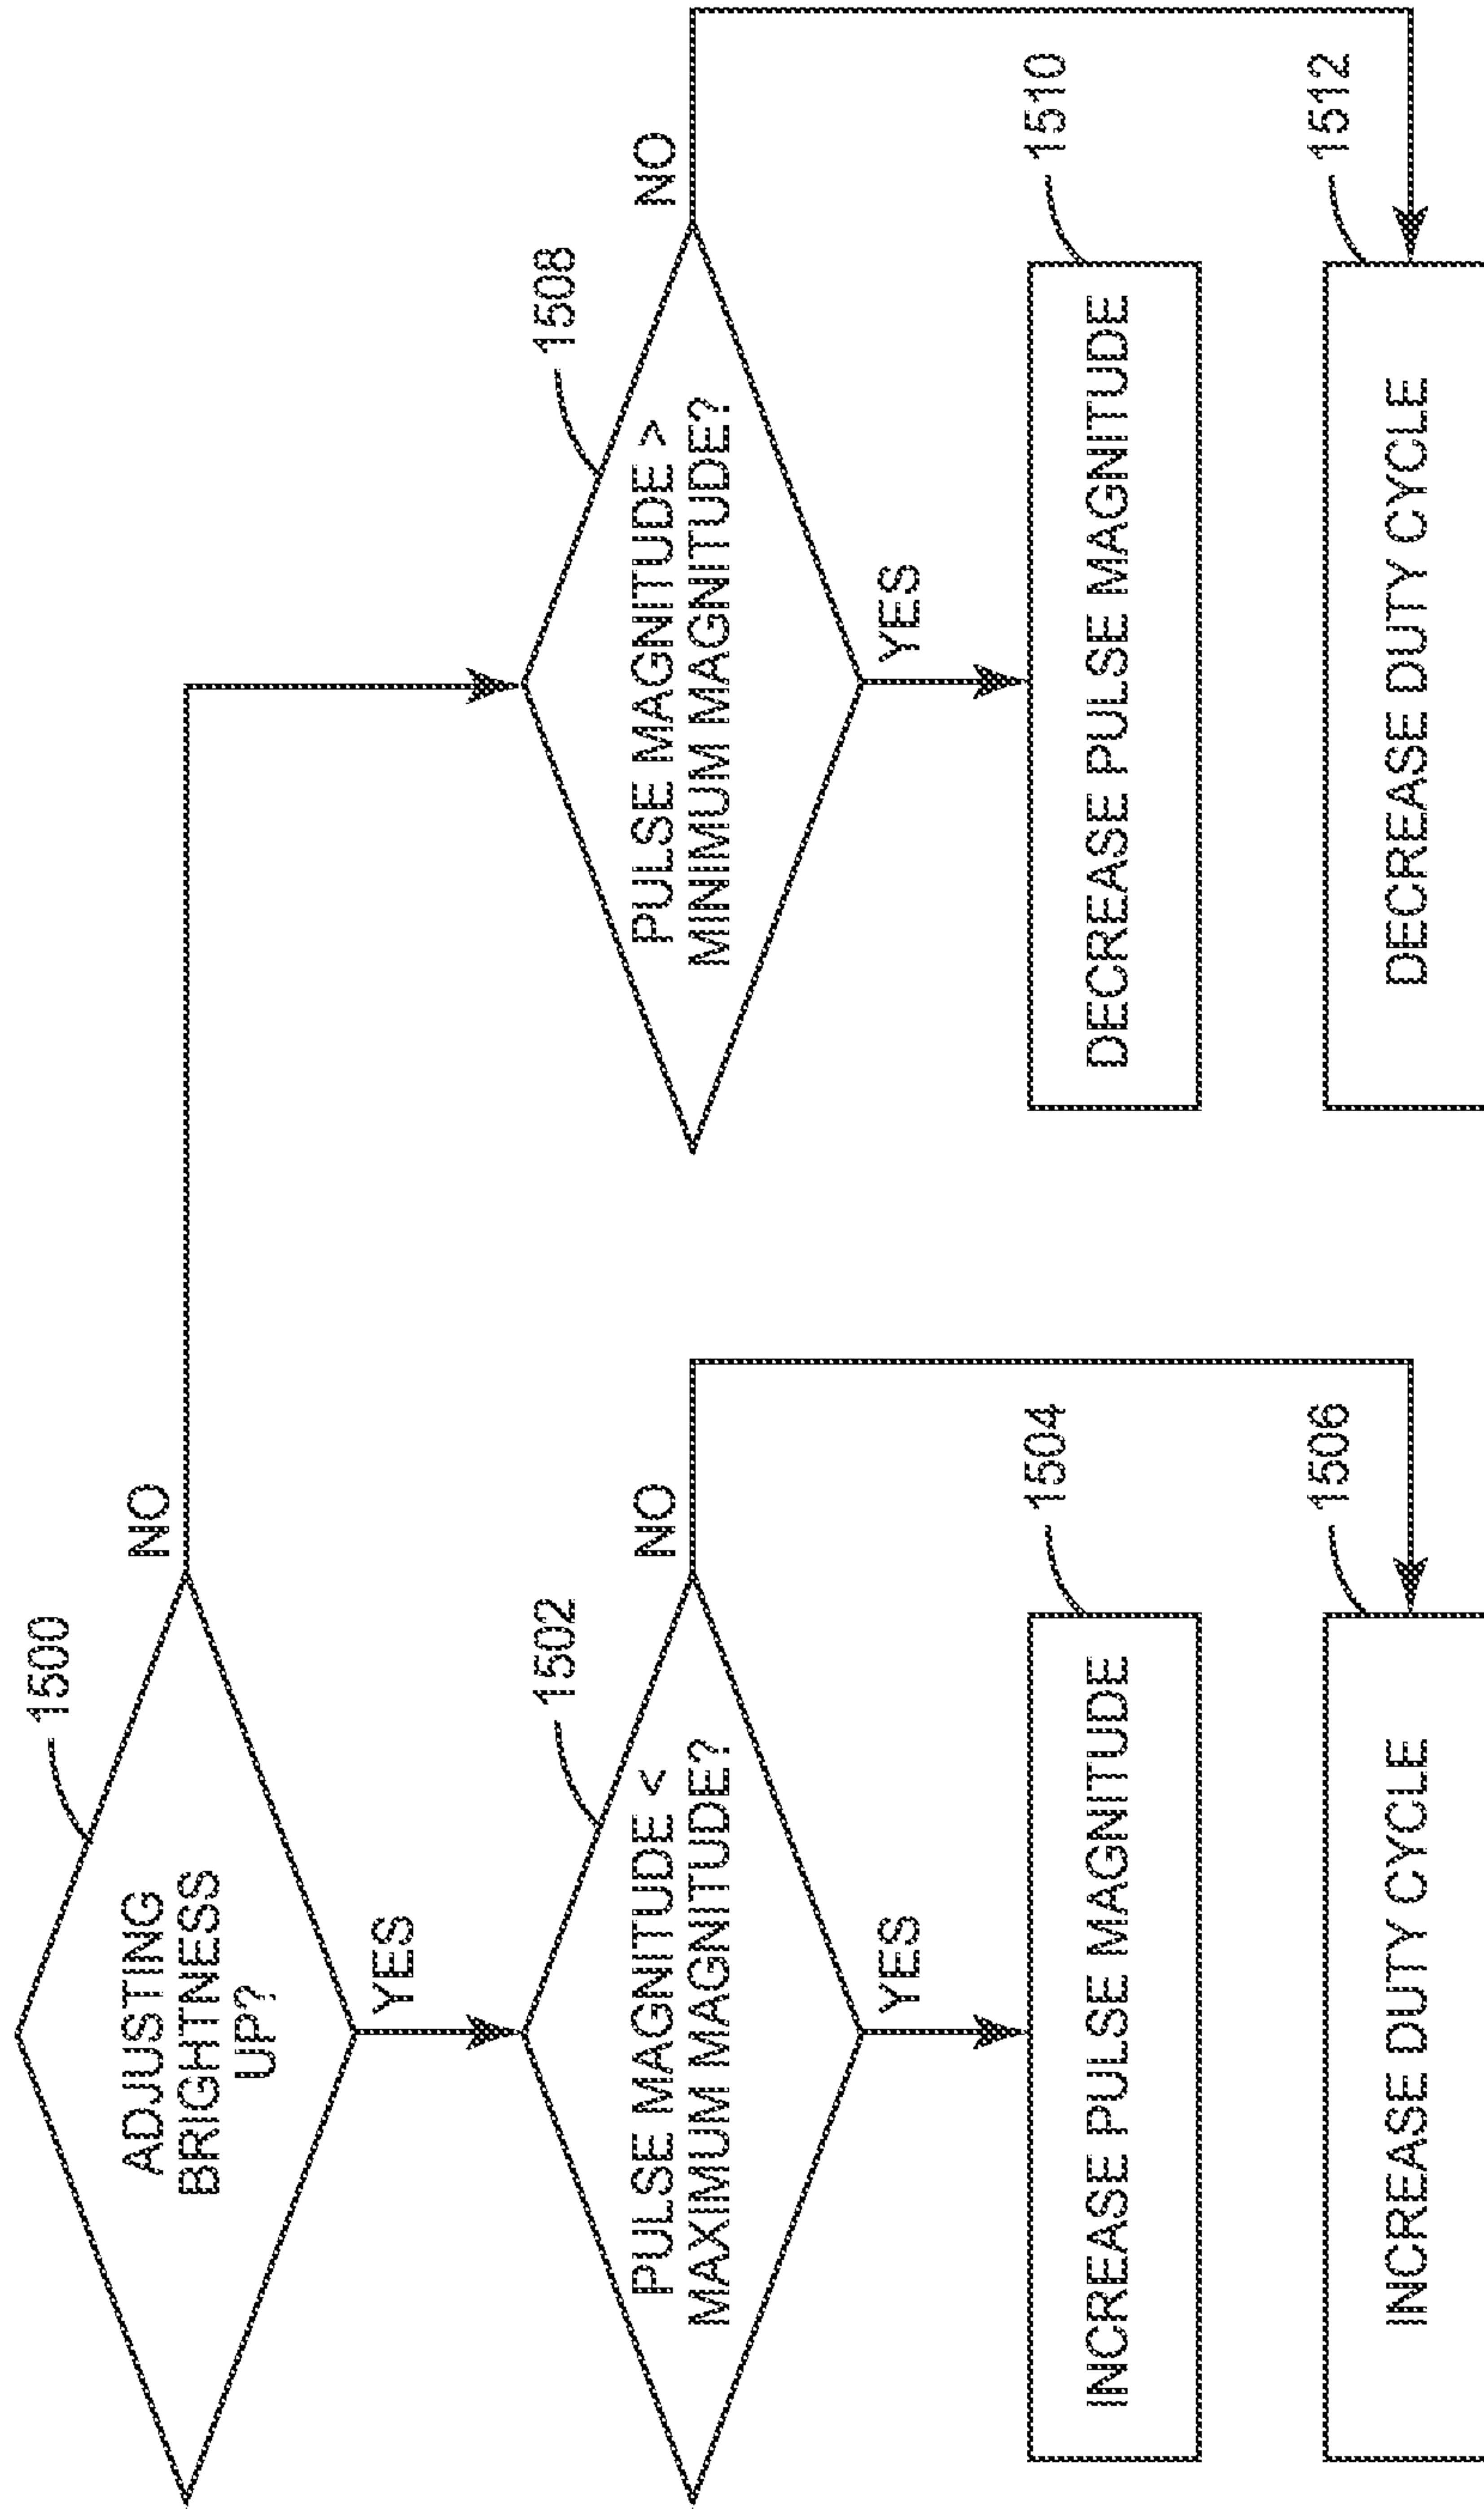 1500
ADJUSTING
BRIGHTNESS
UP?
NO
YES
1502
PULSE MAGNITUDE <
MAXIMUM MAGNITUDE?
NO
YES
1504
INCREASE PULSE MAGNITUDE
1506
INCREASE DUTY CYCLE
1508
PULSE MAGNITUDE >
MINIMUM MAGNITUDE?
NO
YES
1510
DECREASE PULSE MAGNITUDE
1512
DECREASE DUTY CYCLE